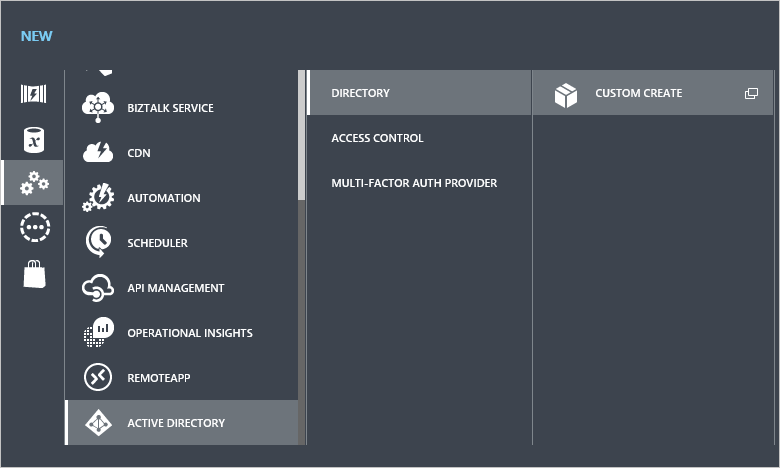 NEW
BIZTALK SERVICE
CDN
AUTOMATION
SCHEDULER
API MANAGEMENT
OPERATIONAL INSIGHTS
REMOTEAPP
ACTIVE DIRECTORY
DIRECTORY
ACCESS CONTROL
MULTI-FACTOR AUTH PROVIDER
CUSTOM CREATE